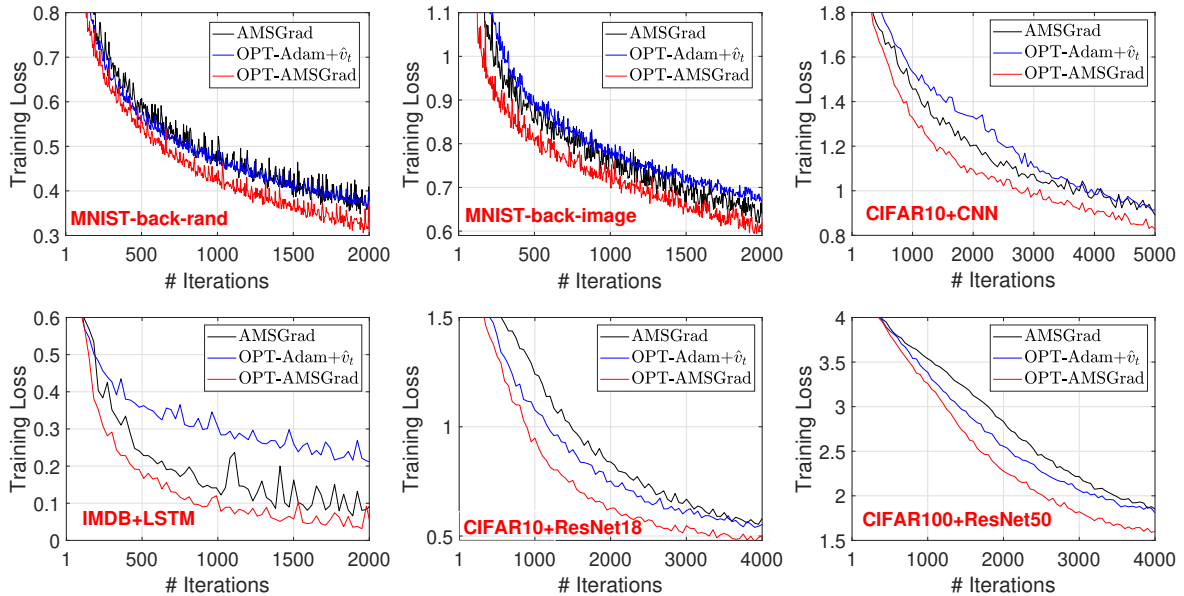 AMSGrad
OPT-Adam+v̂_t
OPT-AMSGrad
MNIST-back-rand
Training Loss
0.8
0.7
0.6
0.5
0.4
0.3
1 500 1000 1500 2000
# Iterations
AMSGrad
OPT-Adam+v̂_t
OPT-AMSGrad
MNIST-back-image
Training Loss
1.1
1
0.9
0.8
0.7
0.6
1 500 1000 1500 2000
# Iterations
AMSGrad
OPT-Adam+v̂_t
OPT-AMSGrad
CIFAR10+CNN
Training Loss
1.8
1.6
1.4
1.2
1
0.8
1 1000 2000 3000 4000 5000
# Iterations
AMSGrad
OPT-Adam+v̂_t
OPT-AMSGrad
IMDB+LSTM
Training Loss
0.6
0.5
0.4
0.3
0.2
0.1
0
1 500 1000 1500 2000
# Iterations
AMSGrad
OPT-Adam+v̂_t
OPT-AMSGrad
CIFAR10+ResNet18
Training Loss
1.5
1
0.5
1 1000 2000 3000 4000
# Iterations
AMSGrad
OPT-Adam+v̂_t
OPT-AMSGrad
CIFAR100+ResNet50
Training Loss
4
3.5
3
2.5
2
1.5
1 1000 2000 3000 4000
# Iterations